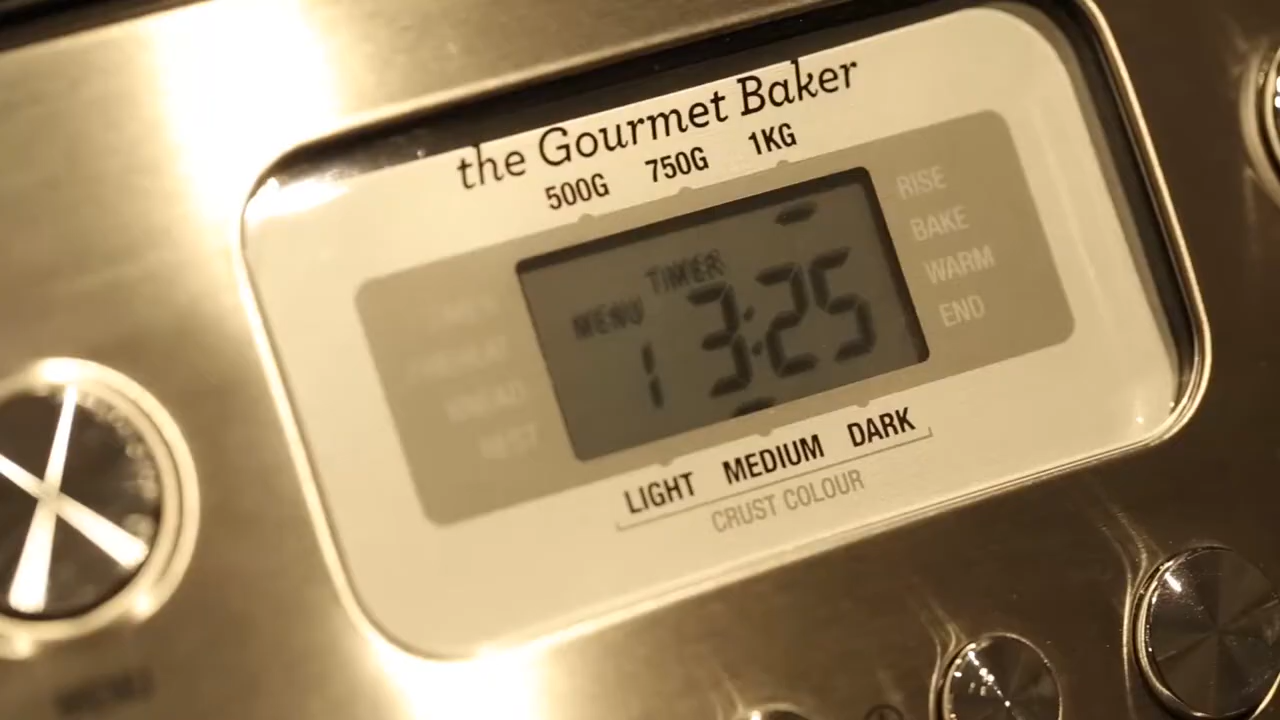 the Gourmet Baker
500G 750G 1KG
RISE
BAKE
WARM
END
TIMER
MENU
1 3:25
LIGHT MEDIUM DARK
CRUST COLOUR
MENU